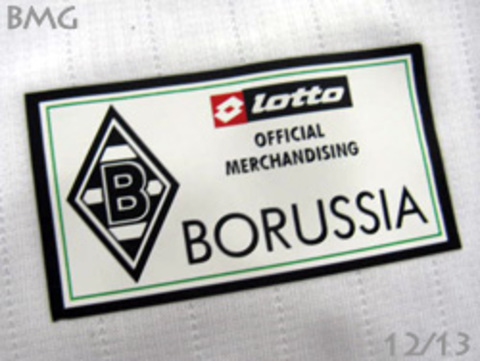 BMG
lotto
OFFICIAL
MERCHANDISING
B
BORUSSIA
12/13